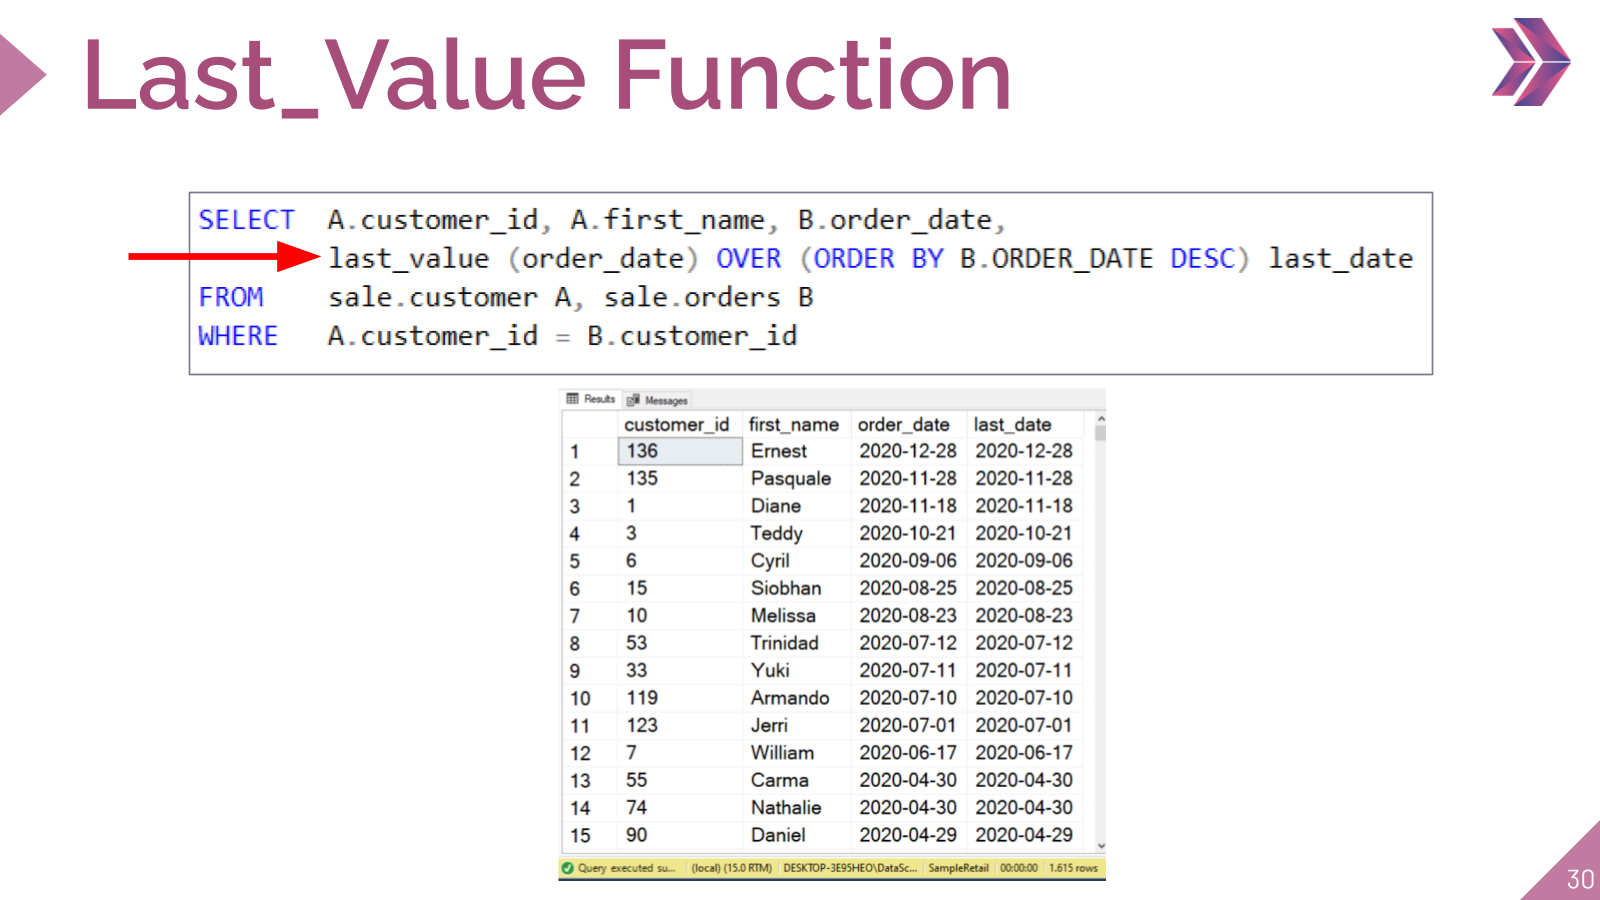 Last_Value Function
SELECT A.customer_id, A.first_name, B.order_date,
last_value (order_date) OVER (ORDER BY B.ORDER_DATE DESC) last_date
FROM sale.customer A, sale.orders B
WHERE A.customer_id = B.customer_id
Results Messages
customer_id first_name order_date last_date
1 136 Ernest 2020-12-28 2020-12-28
2 135 Pasquale 2020-11-28 2020-11-28
3 1 Diane 2020-11-18 2020-11-18
4 3 Teddy 2020-10-21 2020-10-21
5 6 Cyril 2020-09-06 2020-09-06
6 15 Siobhan 2020-08-25 2020-08-25
7 10 Melissa 2020-08-23 2020-08-23
8 53 Trinidad 2020-07-12 2020-07-12
9 33 Yuki 2020-07-11 2020-07-11
10 119 Armando 2020-07-10 2020-07-10
11 123 Jerri 2020-07-01 2020-07-01
12 7 William 2020-06-17 2020-06-17
13 55 Carma 2020-04-30 2020-04-30
14 74 Nathalie 2020-04-30 2020-04-30
15 90 Daniel 2020-04-29 2020-04-29
Query executed su... (local) (15.0 RTM) DESKTOP-3E95HEO\DataSc... SampleRetail 00:00:00 1.615 rows
30